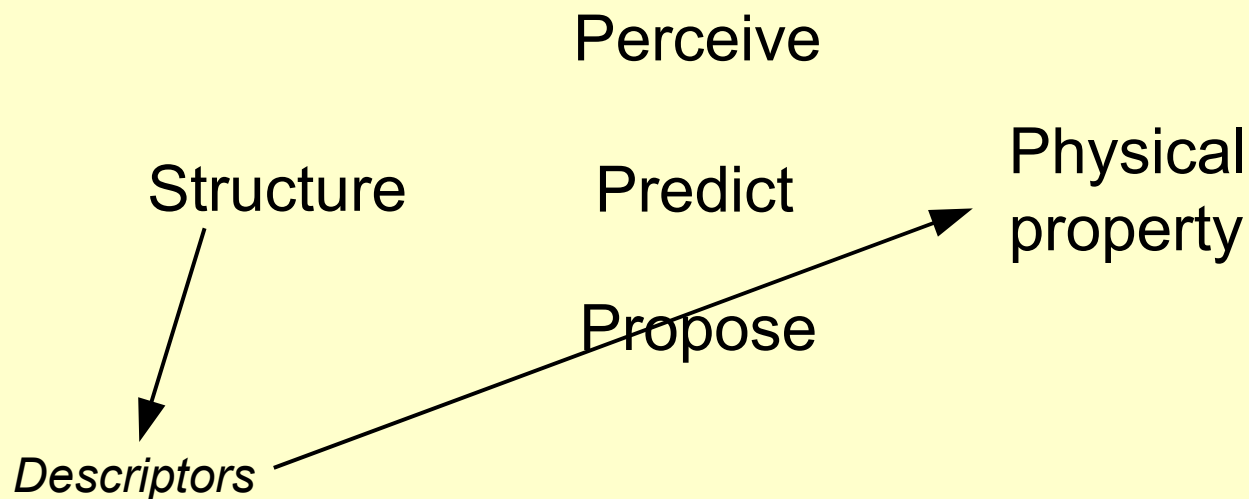 Perceive
Structure
Predict
Physical
property
Propose
Descriptors